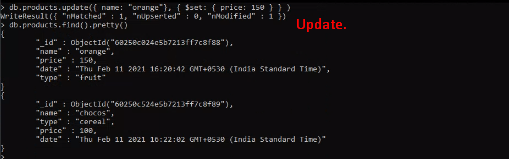 > db.products.update({ name: "orange"}, { $set: { price: 150 } } )
WriteResult({ "nMatched" : 1, "nUpserted" : 0, "nModified" : 1 })
> db.products.find().pretty()
Update.
{
"_id" : ObjectId("60250c024e5b7213ff7c8f88"),
"name" : "orange",
"price" : 150,
"date" : "Thu Feb 11 2021 16:20:42 GMT+0530 (India Standard Time)",
"type" : "fruit"
}
{
"_id" : ObjectId("60250c524e5b7213ff7c8f89"),
"name" : "chocos",
"type" : "cereal",
"price" : 100,
"date" : "Thu Feb 11 2021 16:22:02 GMT+0530 (India Standard Time)"
}
>